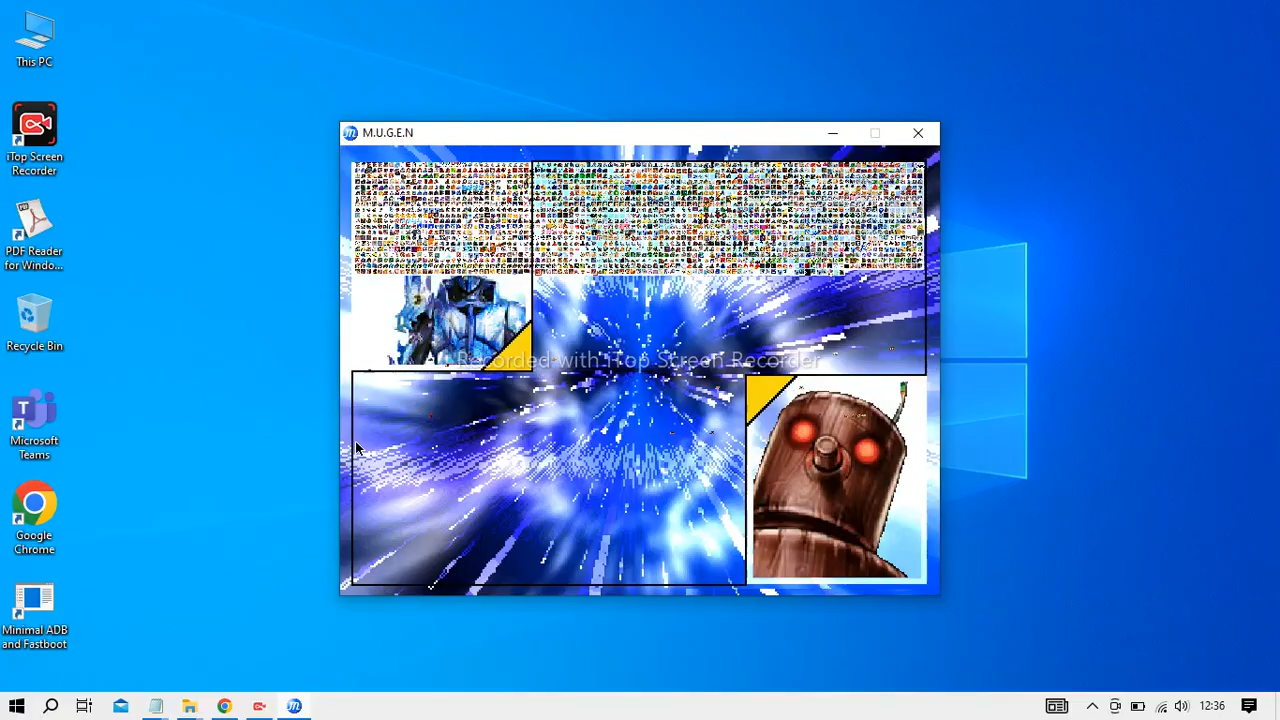 This PC
iTop Screen
Recorder
PDF Reader
for Windo...
Recycle Bin
Microsoft
Teams
Google
Chrome
Minimal ADB
and Fastboot
M.U.G.E.N
Recorded with iTop Screen Recorder
12:36